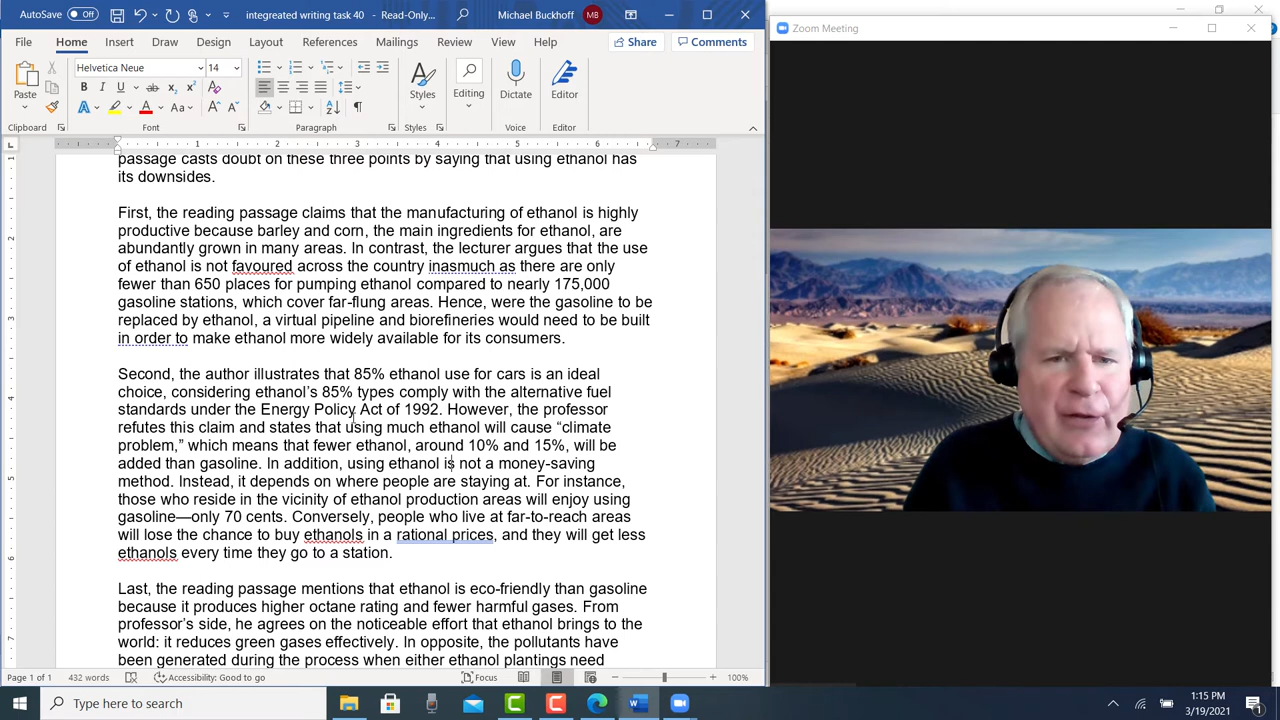 AutoSave
Off
integreated writing task 40 - Read-Only...
Michael Buckhoff
MB
File
Home
Insert
Draw
Design
Layout
References
Mailings
Review
View
Help
Share
Comments
Paste
Helvetica Neue
14
Styles
Editing
Dictate
Editor
Clipboard
Font
Paragraph
Styles
Voice
Editor
1 2 3 4 5 6 7
passage casts doubt on these three points by saying that using ethanol has
its downsides.
First, the reading passage claims that the manufacturing of ethanol is highly
productive because barley and corn, the main ingredients for ethanol, are
abundantly grown in many areas. In contrast, the lecturer argues that the use
of ethanol is not favoured across the country inasmuch as there are only
fewer than 650 places for pumping ethanol compared to nearly 175,000
gasoline stations, which cover far-flung areas. Hence, were the gasoline to be
replaced by ethanol, a virtual pipeline and biorefineries would need to be built
in order to make ethanol more widely available for its consumers.
Second, the author illustrates that 85% ethanol use for cars is an ideal
choice, considering ethanol's 85% types comply with the alternative fuel
standards under the Energy Policy Act of 1992. However, the professor
refutes this claim and states that using much ethanol will cause “climate
problem,” which means that fewer ethanol, around 10% and 15%, will be
added than gasoline. In addition, using ethanol is not a money-saving
method. Instead, it depends on where people are staying at. For instance,
those who reside in the vicinity of ethanol production areas will enjoy using
gasoline—only 70 cents. Conversely, people who live at far-to-reach areas
will lose the chance to buy ethanols in a rational prices, and they will get less
ethanols every time they go to a station.
Last, the reading passage mentions that ethanol is eco-friendly than gasoline
because it produces higher octane rating and fewer harmful gases. From
professor's side, he agrees on the noticeable effort that ethanol brings to the
world: it reduces green gases effectively. In opposite, the pollutants have
been generated during the process when either ethanol plantings need
Page 1 of 1
432 words
Accessibility: Good to go
Focus
100%
Zoom Meeting
Type here to search
1:15 PM
3/19/2021
1